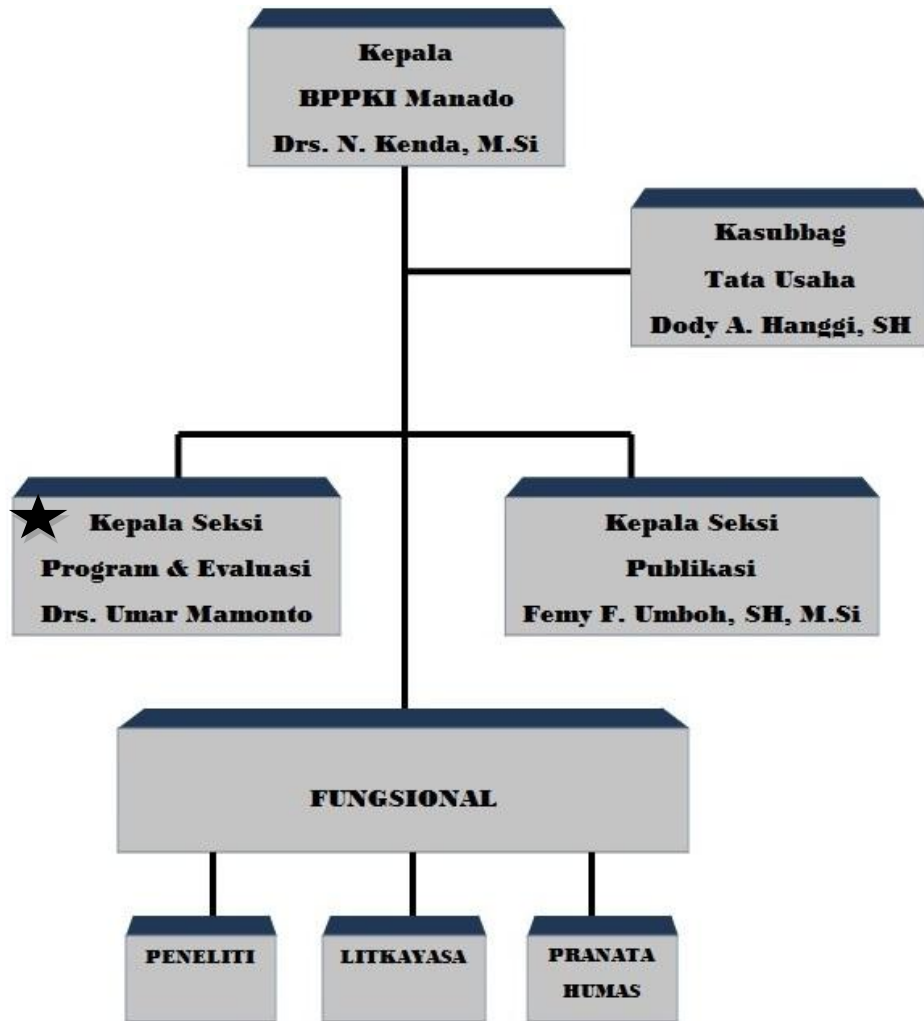 Kepala
BPPKI Manado
Drs. N. Kenda, M.Si
Kasubbag
Tata Usaha
Dody A. Hanggi, SH
Kepala Seksi
Program & Evaluasi
Drs. Umar Mamonto
Kepala Seksi
Publikasi
Femy F. Umboh, SH, M.Si
FUNGSIONAL
PENELITI
LITKAYASA
PRANATA
HUMAS